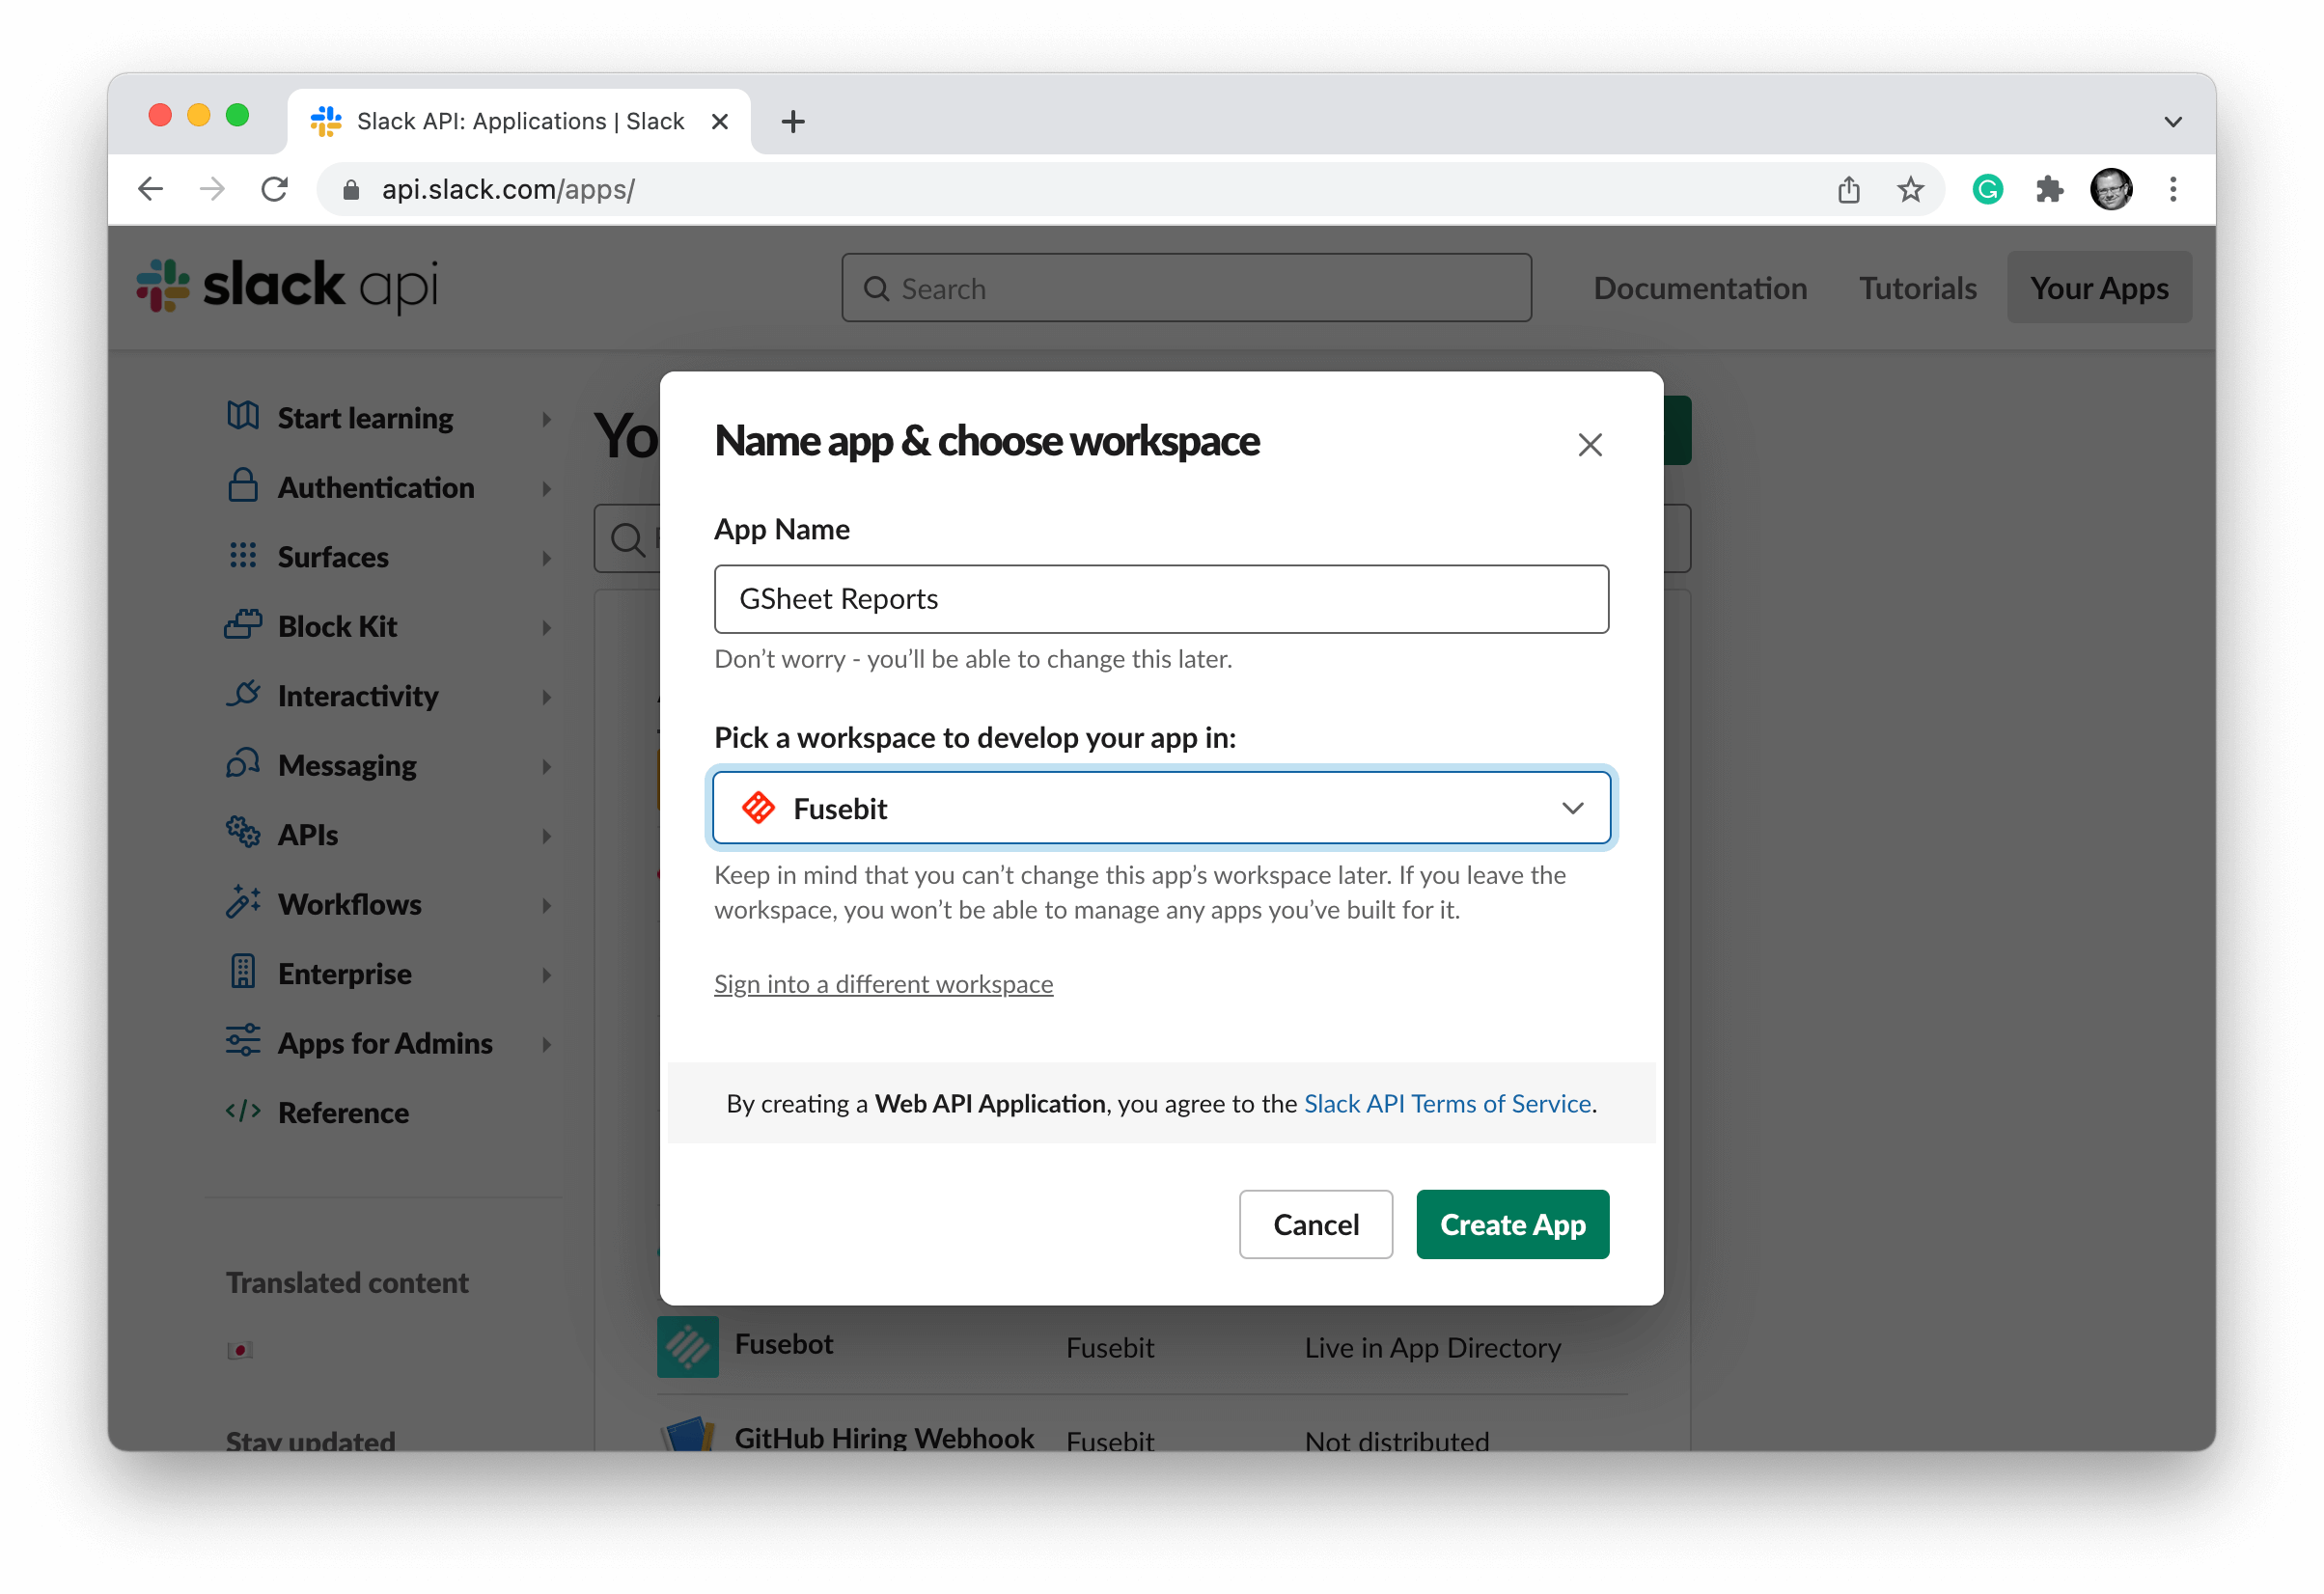 Slack API: Applications | Slack
api.slack.com/apps/
slack api
Search
Documentation
Tutorials
Your Apps
Start learning
Authentication
Surfaces
Block Kit
Interactivity
Messaging
APIs
Workflows
Enterprise
Apps for Admins
Reference
Translated content
Stay updated
Yo
Name app & choose workspace
App Name
GSheet Reports
Don’t worry - you’ll be able to change this later.
Pick a workspace to develop your app in:
Fusebit
Keep in mind that you can’t change this app’s workspace later. If you leave the
workspace, you won’t be able to manage any apps you’ve built for it.
Sign into a different workspace
By creating a Web API Application, you agree to the Slack API Terms of Service.
Cancel
Create App
Fusebot Fusebit Live in App Directory
GitHub Hiring Webhook Fusebit Not distributed